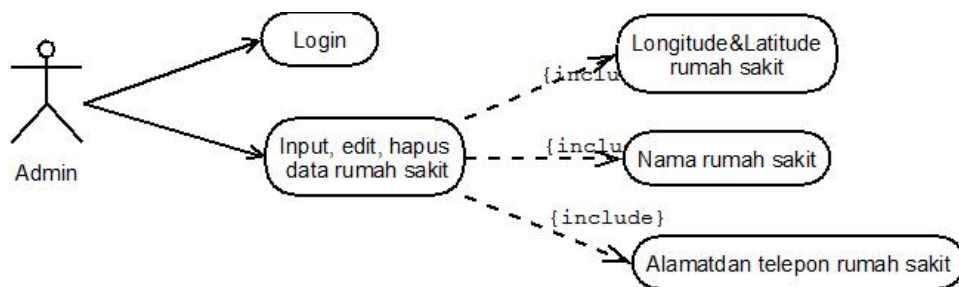 Login
Admin
Input, edit, hapus
data rumah sakit
{inclu
Longitude&Latitude
rumah sakit
{inclu
Nama rumah sakit
{include}
Alamatdan telepon rumah sakit